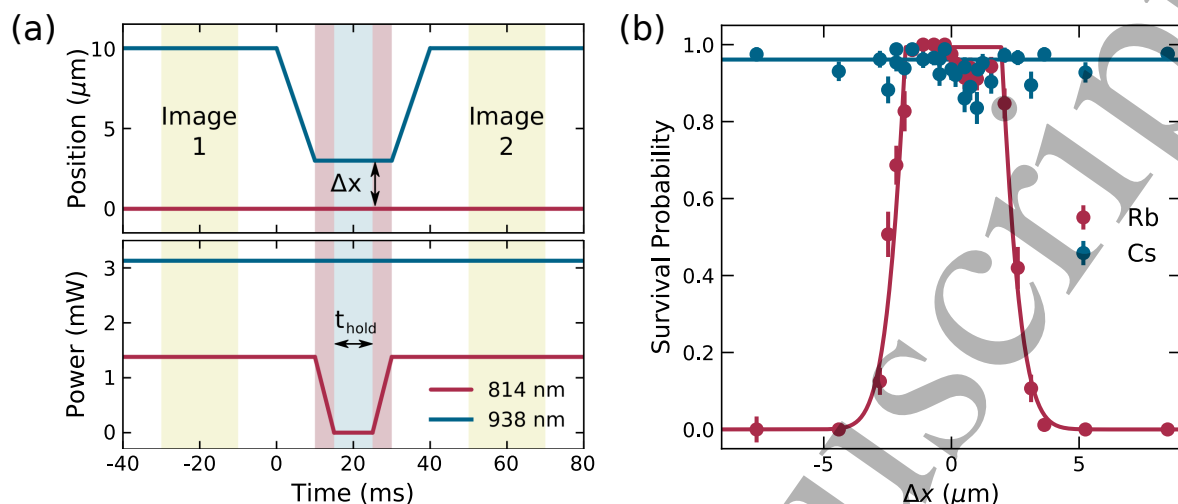 (a)
Position (μm)
10
5
0
Image
1
Image
2
Δx
Power (mW)
3
2
1
0
t_hold
814 nm
938 nm
-40 -20 0 20 40 60 80
Time (ms)
(b)
Survival Probability
1.0
0.8
0.6
0.4
0.2
0.0
Rb
Cs
-5 0 5
Δx (μm)